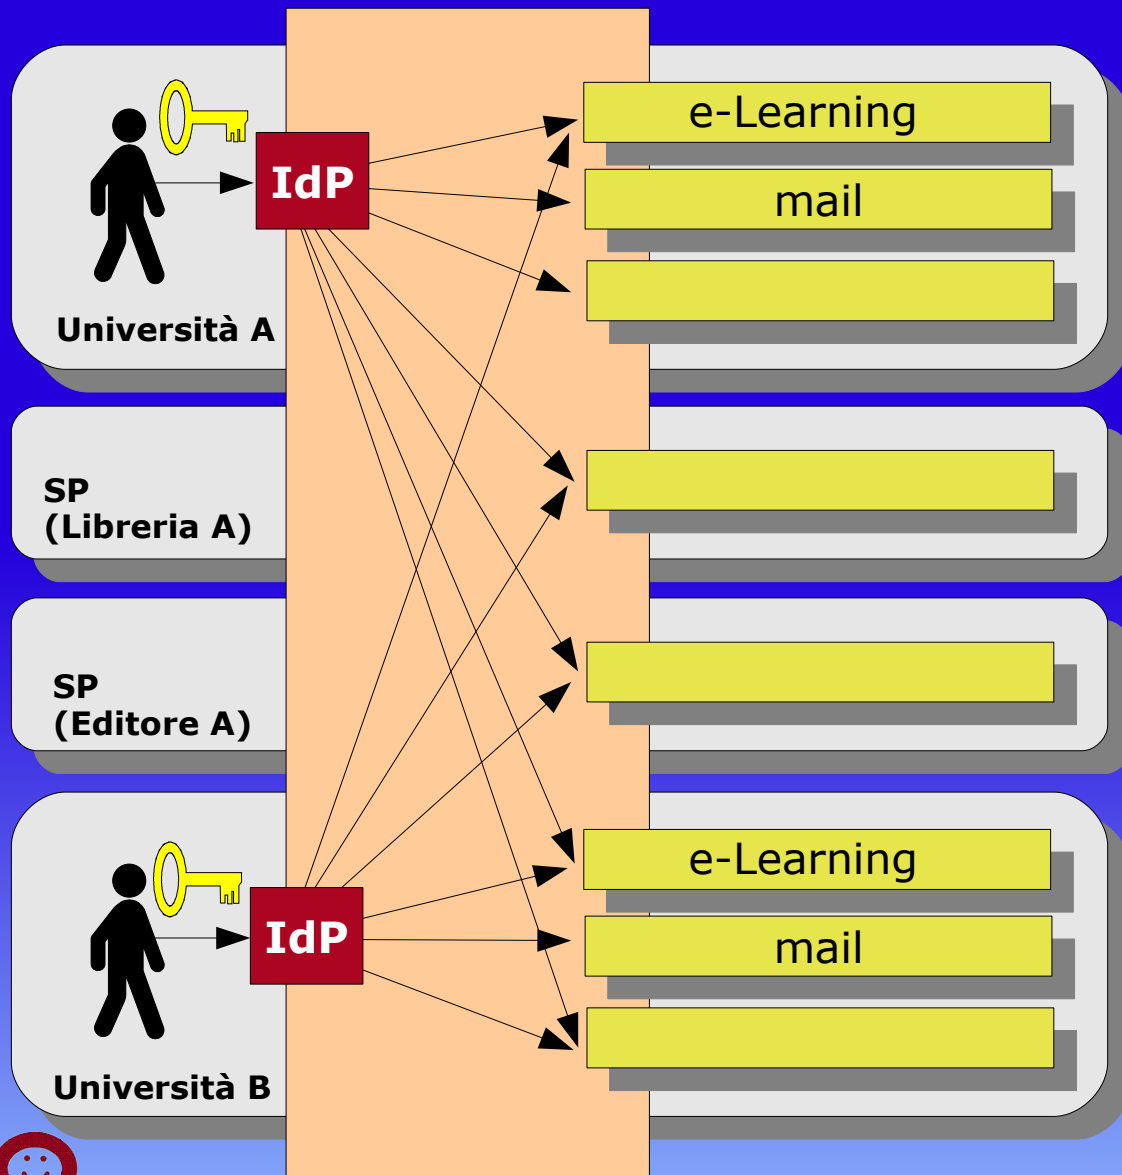 e-Learning
IdP
mail
Università A
SP
(Libreria A)
SP
(Editore A)
e-Learning
IdP
mail
Università B